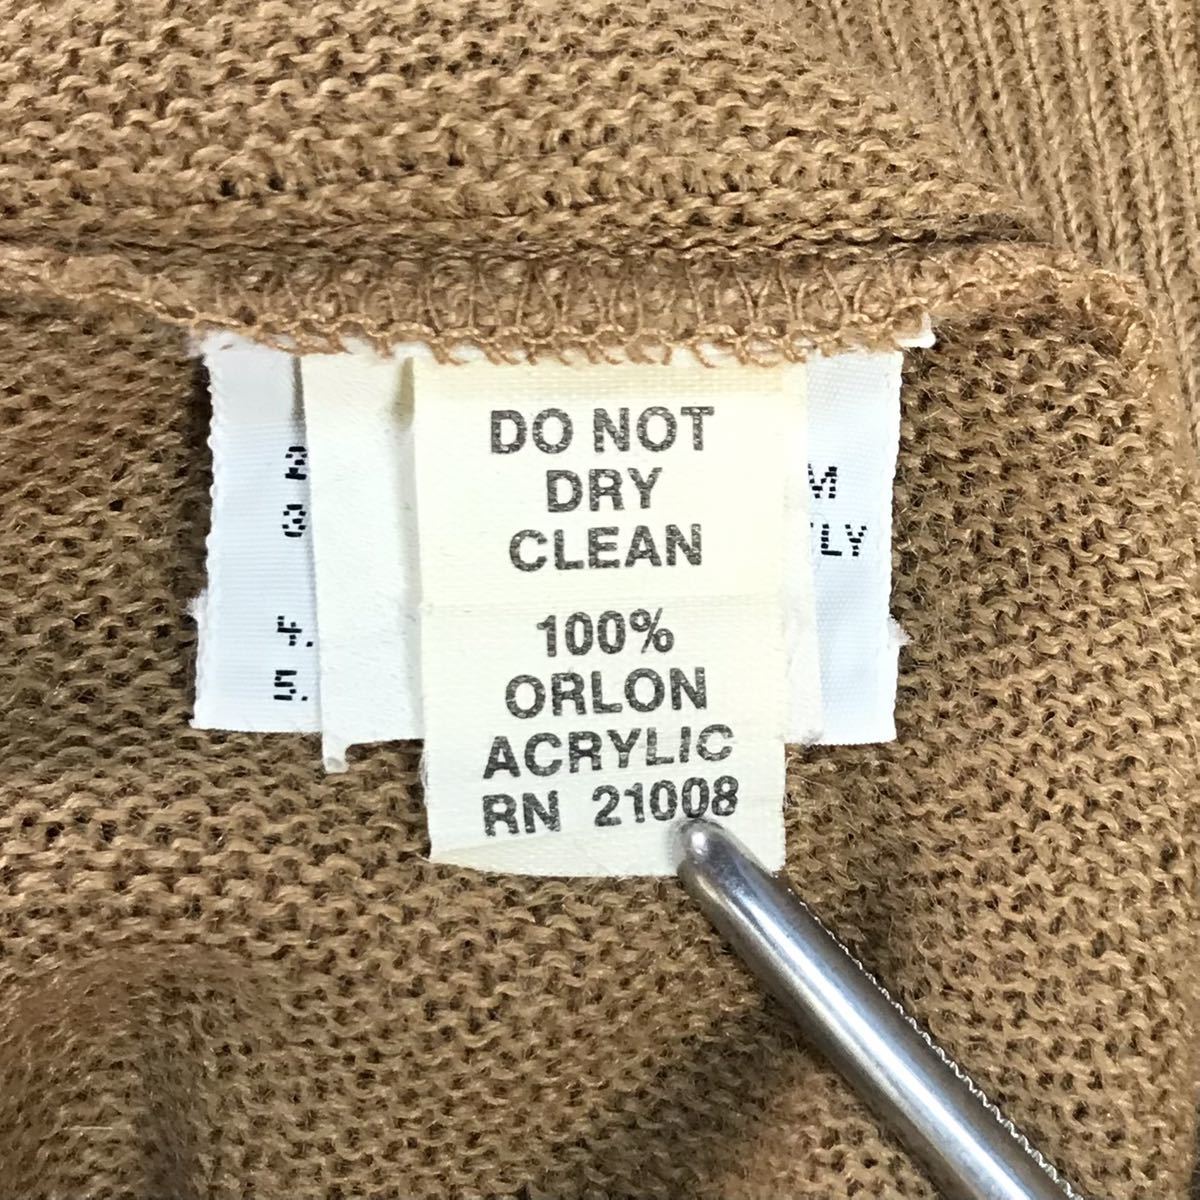 DO NOT
DRY
CLEAN
100%
ORLON
ACRYLIC
RN 21008
M